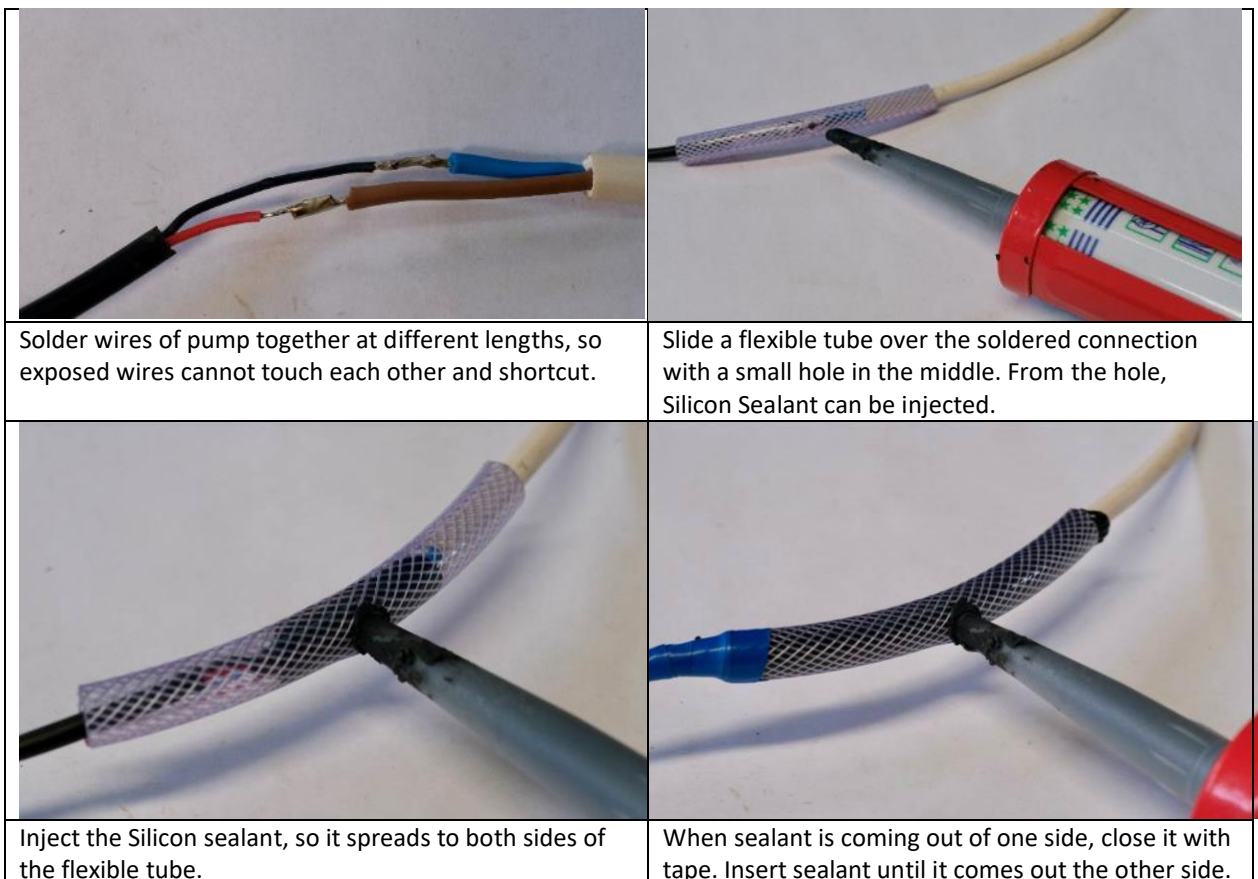 Solder wires of pump together at different lengths, so
exposed wires cannot touch each other and shortcut.
Slide a flexible tube over the soldered connection
with a small hole in the middle. From the hole,
Silicon Sealant can be injected.
Inject the Silicon sealant, so it spreads to both sides of
the flexible tube.
When sealant is coming out of one side, close it with
tape. Insert sealant until it comes out the other side.